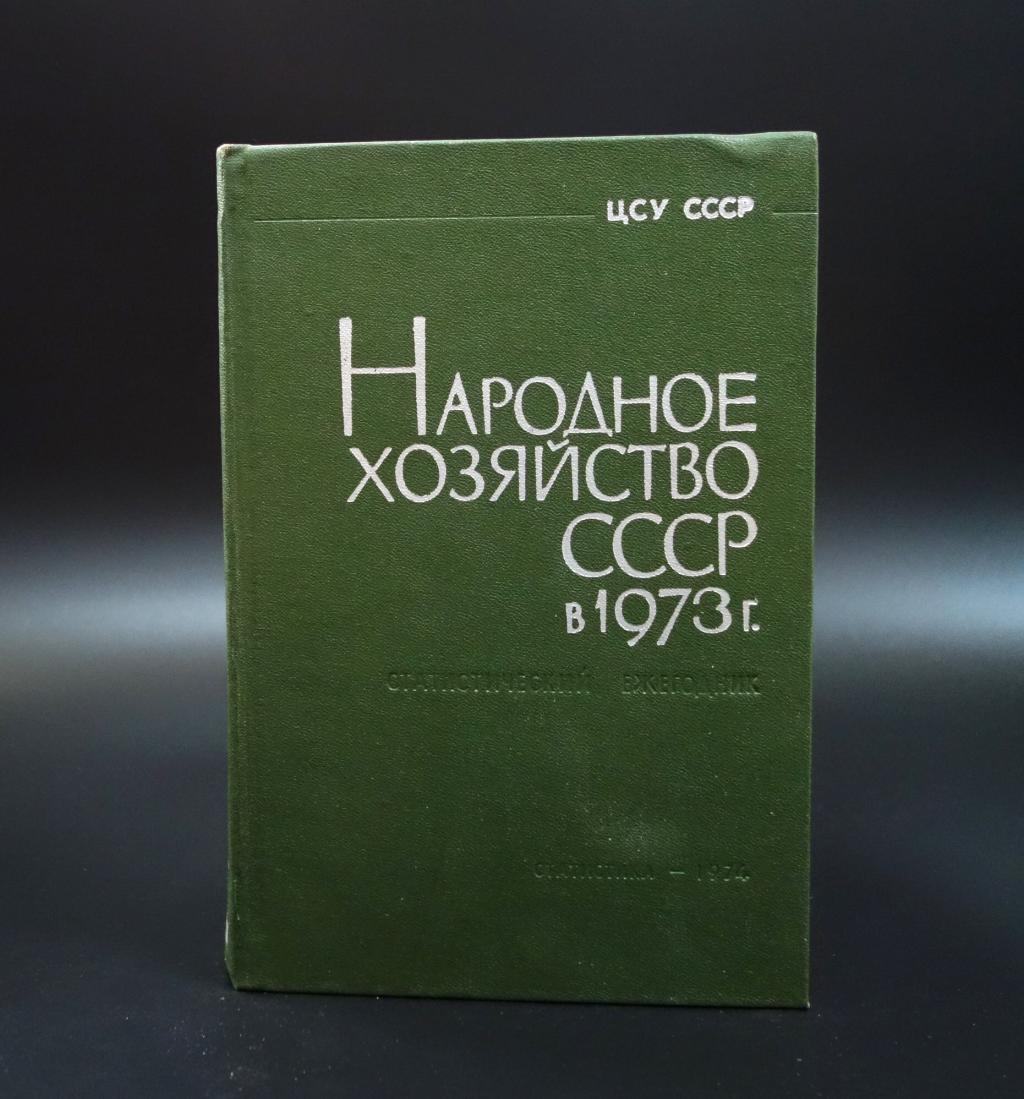 ЦСУ СССР
НАРОДНОЕ
ХОЗЯЙСТВО
СССР
в 1973 г.
СТАТИСТИЧЕСКИЙ ЕЖЕГОДНИК
СТАТИСТИКА — 1974